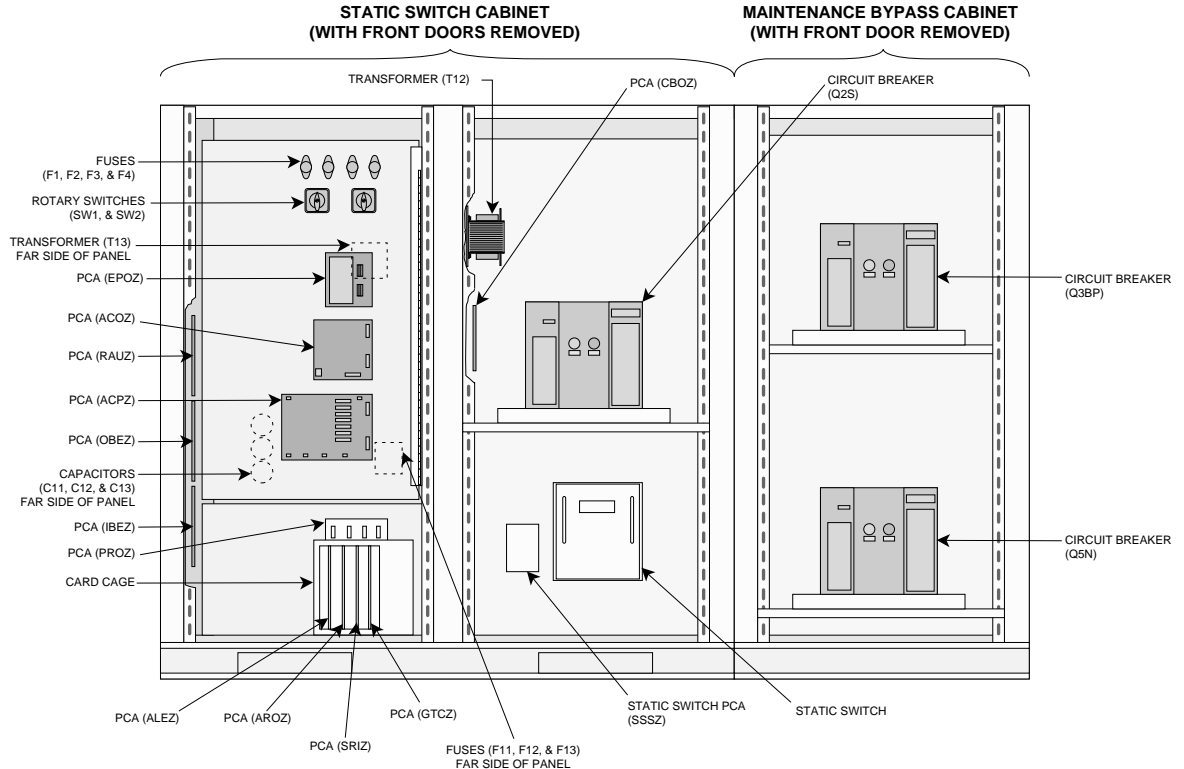 STATIC SWITCH CABINET
(WITH FRONT DOORS REMOVED)
MAINTENANCE BYPASS CABINET
(WITH FRONT DOOR REMOVED)
TRANSFORMER (T12)
PCA (CBOZ)
CIRCUIT BREAKER
(Q2S)
FUSES
(F1, F2, F3, & F4)
ROTARY SWITCHES
(SW1, & SW2)
TRANSFORMER (T13)
FAR SIDE OF PANEL
PCA (EPOZ)
PCA (ACOZ)
PCA (RAUZ)
PCA (ACPZ)
PCA (OBEZ)
CAPACITORS
(C11, C12, & C13)
FAR SIDE OF PANEL
PCA (IBEZ)
PCA (PROZ)
CARD CAGE
CIRCUIT BREAKER
(Q3BP)
CIRCUIT BREAKER
(Q5N)
PCA (ALEZ)
PCA (AROZ)
PCA (SRIZ)
PCA (GTCZ)
FUSES (F11, F12, & F13)
FAR SIDE OF PANEL
STATIC SWITCH PCA
(SSSZ)
STATIC SWITCH